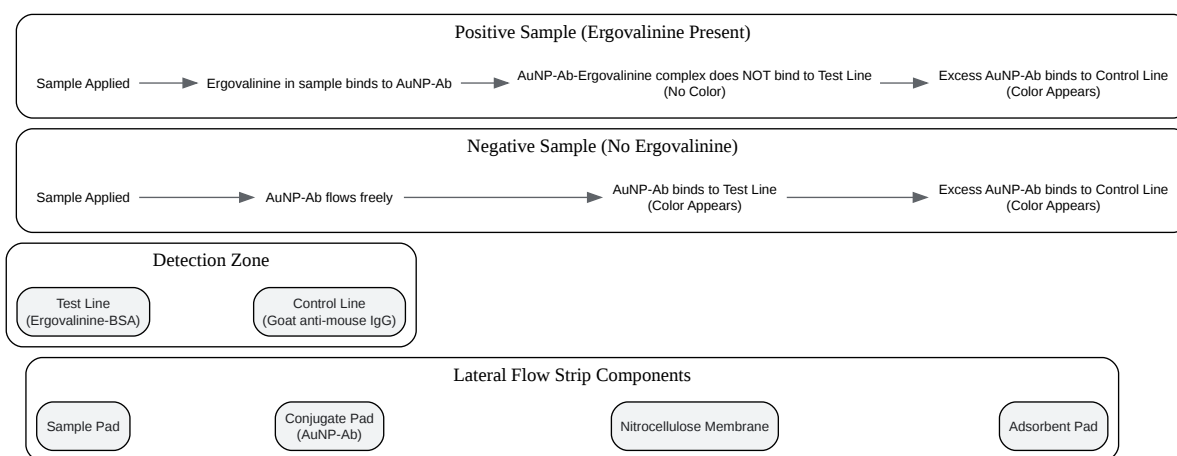 Positive Sample (Ergovalinine Present)
Sample Applied
Ergovalinine in sample binds to AuNP-Ab
AuNP-Ab-Ergovalinine complex does NOT bind to Test Line
(No Color)
Excess AuNP-Ab binds to Control Line
(Color Appears)
Negative Sample (No Ergovalinine)
Sample Applied
AuNP-Ab flows freely
AuNP-Ab binds to Test Line
(Color Appears)
Excess AuNP-Ab binds to Control Line
(Color Appears)
Detection Zone
Test Line
(Ergovalinine-BSA)
Control Line
(Goat anti-mouse IgG)
Lateral Flow Strip Components
Sample Pad
Conjugate Pad
(AuNP-Ab)
Nitrocellulose Membrane
Adsorbent Pad